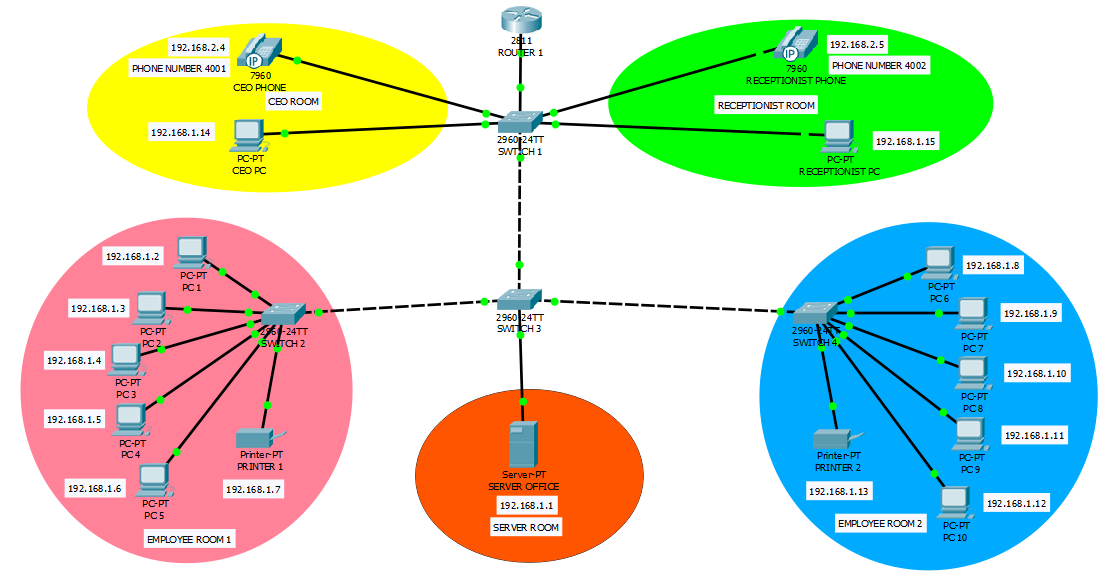 2811
ROUTER 1
192.168.2.4
PHONE NUMBER 4001
IP
7960
CEO PHONE
CEO ROOM
192.168.1.14
PC-PT
CEO PC
2960-24TT
SWITCH 1
192.168.2.5
PHONE NUMBER 4002
IP
7960
RECEPTIONIST PHONE
RECEPTIONIST ROOM
192.168.1.15
PC-PT
RECEPTIONIST PC
192.168.1.2
PC-PT
PC 1
192.168.1.3
PC-PT
PC 2
192.168.1.4
PC-PT
PC 3
192.168.1.5
PC-PT
PC 4
192.168.1.6
PC-PT
PC 5
2960-24TT
SWITCH 2
Printer-PT
PRINTER 1
192.168.1.7
EMPLOYEE ROOM 1
2960-24TT
SWITCH 3
Server-PT
SERVER OFFICE
192.168.1.1
SERVER ROOM
2960-24TT
SWITCH 4
192.168.1.8
PC-PT
PC 6
192.168.1.9
PC-PT
PC 7
192.168.1.10
PC-PT
PC 8
192.168.1.11
PC-PT
PC 9
192.168.1.12
PC-PT
PC 10
Printer-PT
PRINTER 2
192.168.1.13
EMPLOYEE ROOM 2